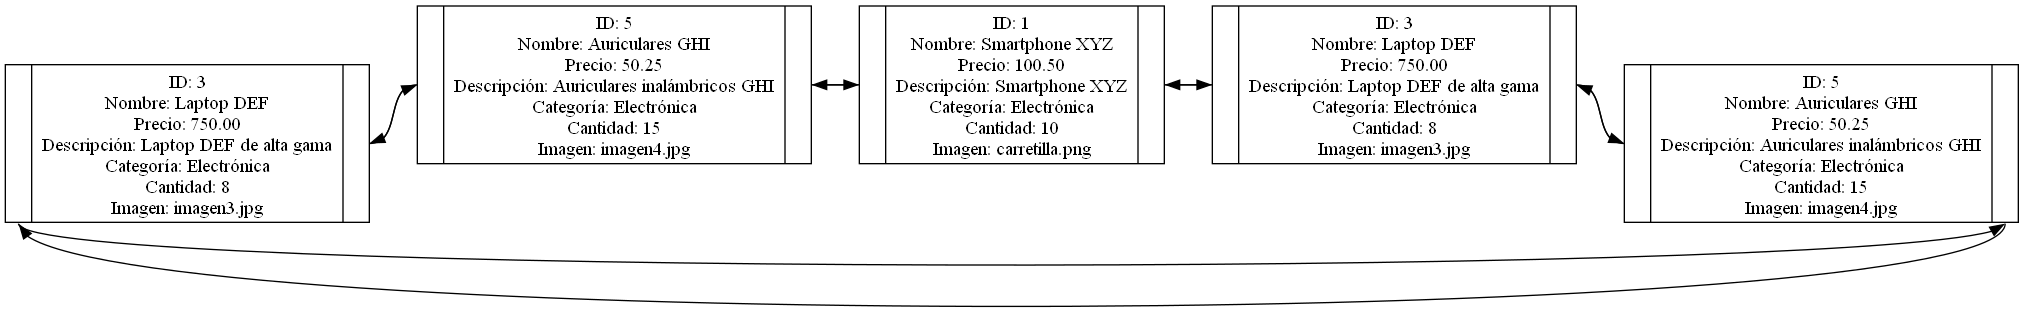 ID: 3
Nombre: Laptop DEF
Precio: 750.00
Descripción: Laptop DEF de alta gama
Categoría: Electrónica
Cantidad: 8
Imagen: imagen3.jpg
ID: 5
Nombre: Auriculares GHI
Precio: 50.25
Descripción: Auriculares inalámbricos GHI
Categoría: Electrónica
Cantidad: 15
Imagen: imagen4.jpg
ID: 1
Nombre: Smartphone XYZ
Precio: 100.50
Descripción: Smartphone XYZ
Categoría: Electrónica
Cantidad: 10
Imagen: carretilla.png
ID: 3
Nombre: Laptop DEF
Precio: 750.00
Descripción: Laptop DEF de alta gama
Categoría: Electrónica
Cantidad: 8
Imagen: imagen3.jpg
ID: 5
Nombre: Auriculares GHI
Precio: 50.25
Descripción: Auriculares inalámbricos GHI
Categoría: Electrónica
Cantidad: 15
Imagen: imagen4.jpg